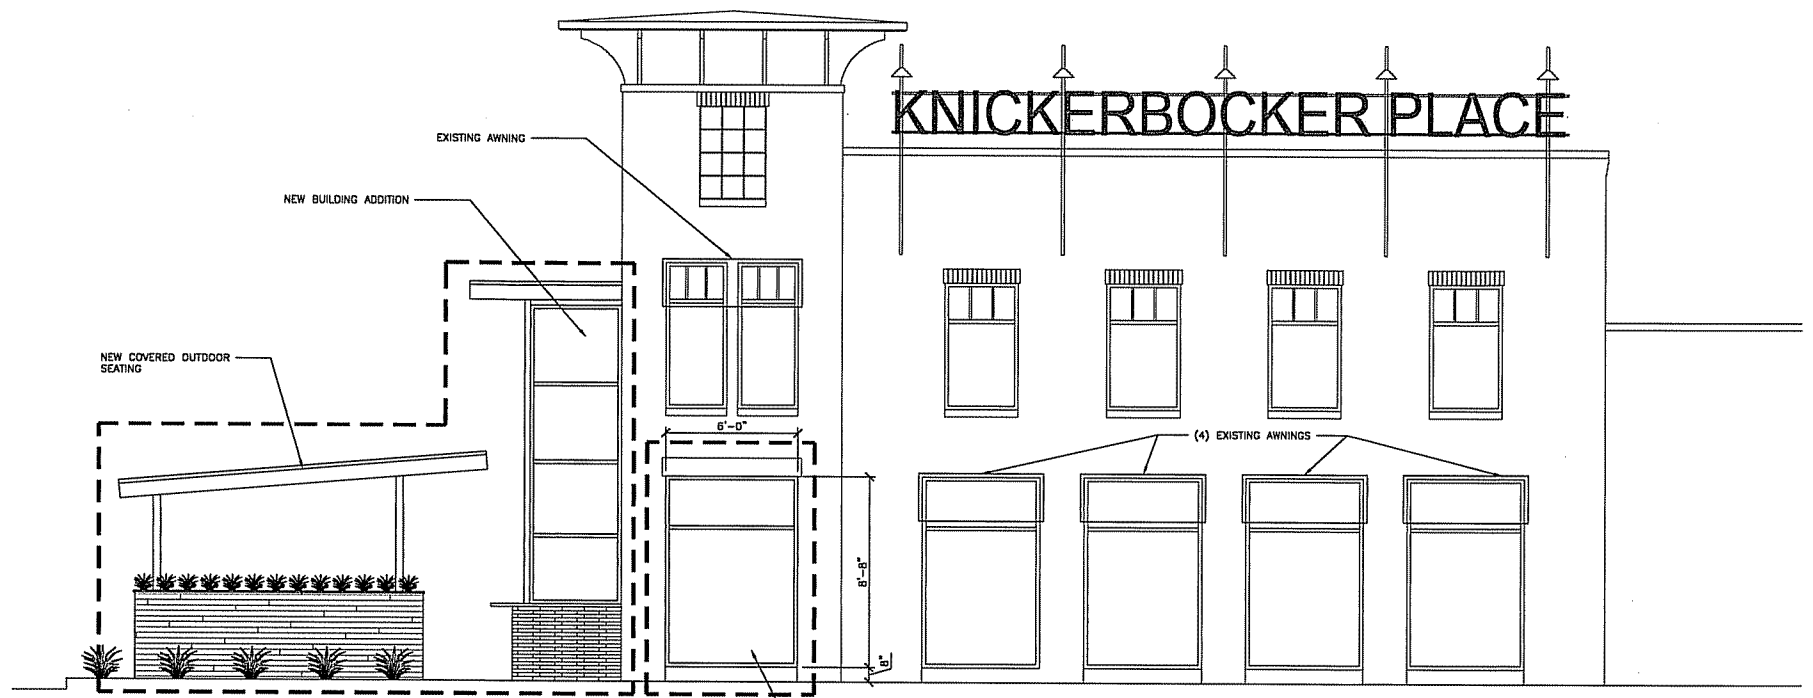 KNICKERBOCKER PLACE
EXISTING AWNING
NEW BUILDING ADDITION
NEW COVERED OUTDOOR
SEATING
6'-0"
(4) EXISTING AWNINGS
8'-8"
8"